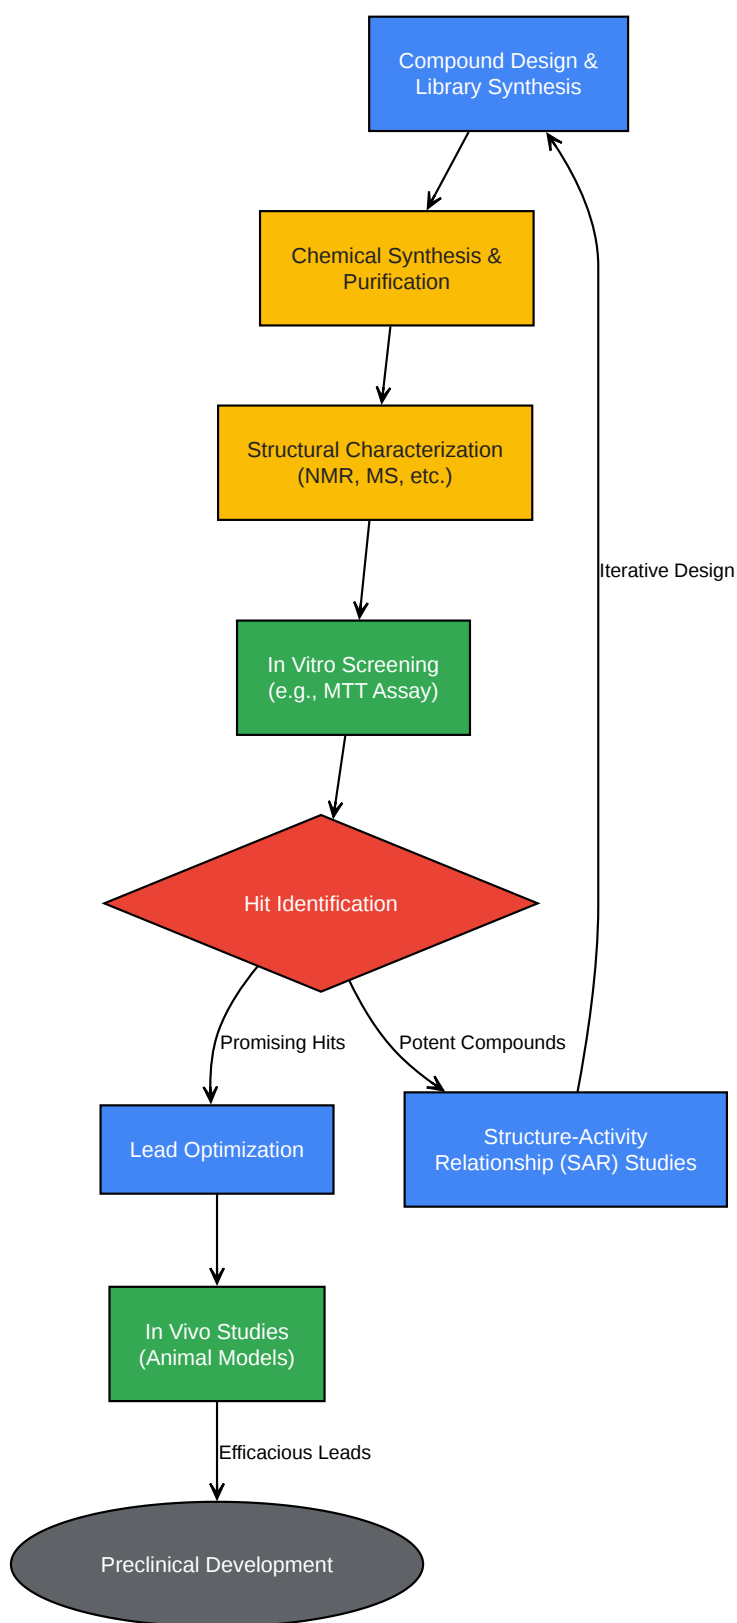 Compound Design &
Library Synthesis
Chemical Synthesis &
Purification
Structural Characterization
(NMR, MS, etc.)
Iterative Design
In Vitro Screening
(e.g., MTT Assay)
Hit Identification
Promising Hits
Potent Compounds
Lead Optimization
Structure-Activity
Relationship (SAR) Studies
In Vivo Studies
(Animal Models)
Efficacious Leads
Preclinical Development